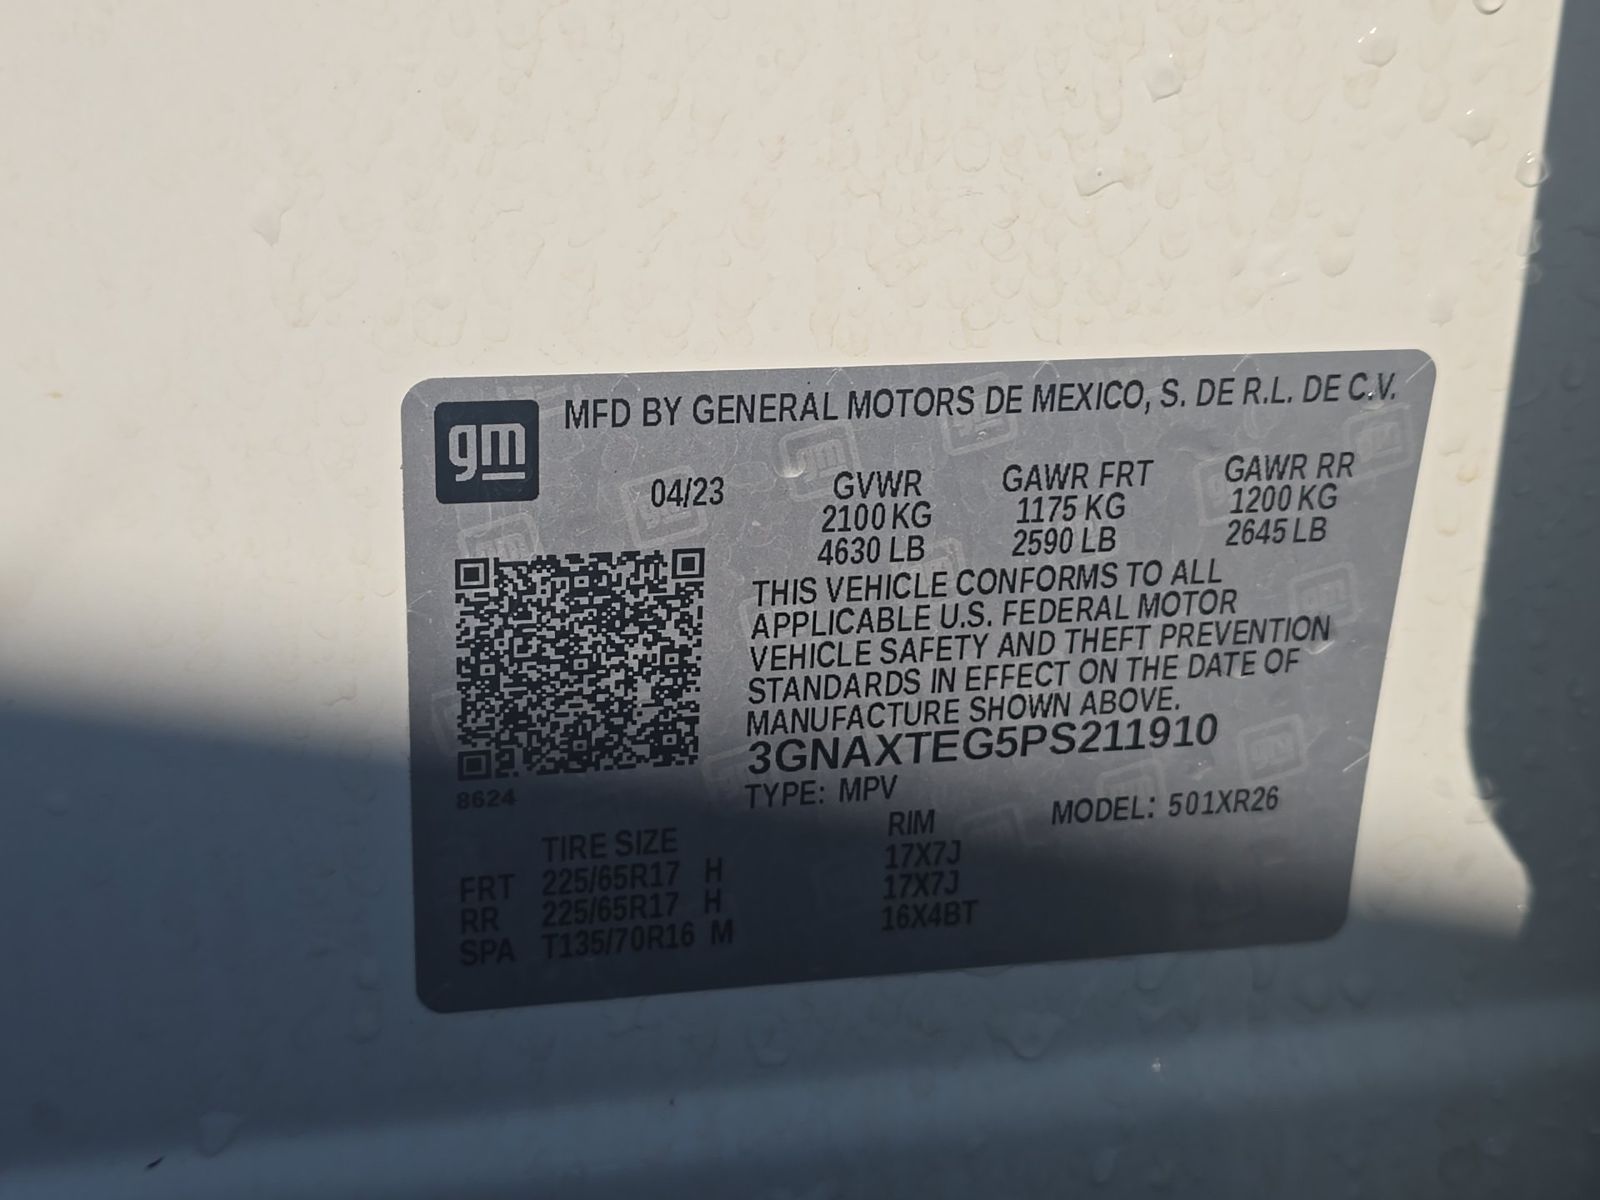 gm
MFD BY GENERAL MOTORS DE MEXICO, S. DE R.L. DE C.V.
04/23 GVWR GAWR FRT GAWR RR
2100 KG 1175 KG 1200 KG
4630 LB 2590 LB 2645 LB
THIS VEHICLE CONFORMS TO ALL
APPLICABLE U.S. FEDERAL MOTOR
VEHICLE SAFETY AND THEFT PREVENTION
STANDARDS IN EFFECT ON THE DATE OF
MANUFACTURE SHOWN ABOVE.
3GNAXTEG5PS211910
8624
TYPE: MPV MODEL: 501XR26
TIRE SIZE RIM
FRT 225/65R17 H 17X7J
RR 225/65R17 H 17X7J
SPA T135/70R16 M 16X4BT